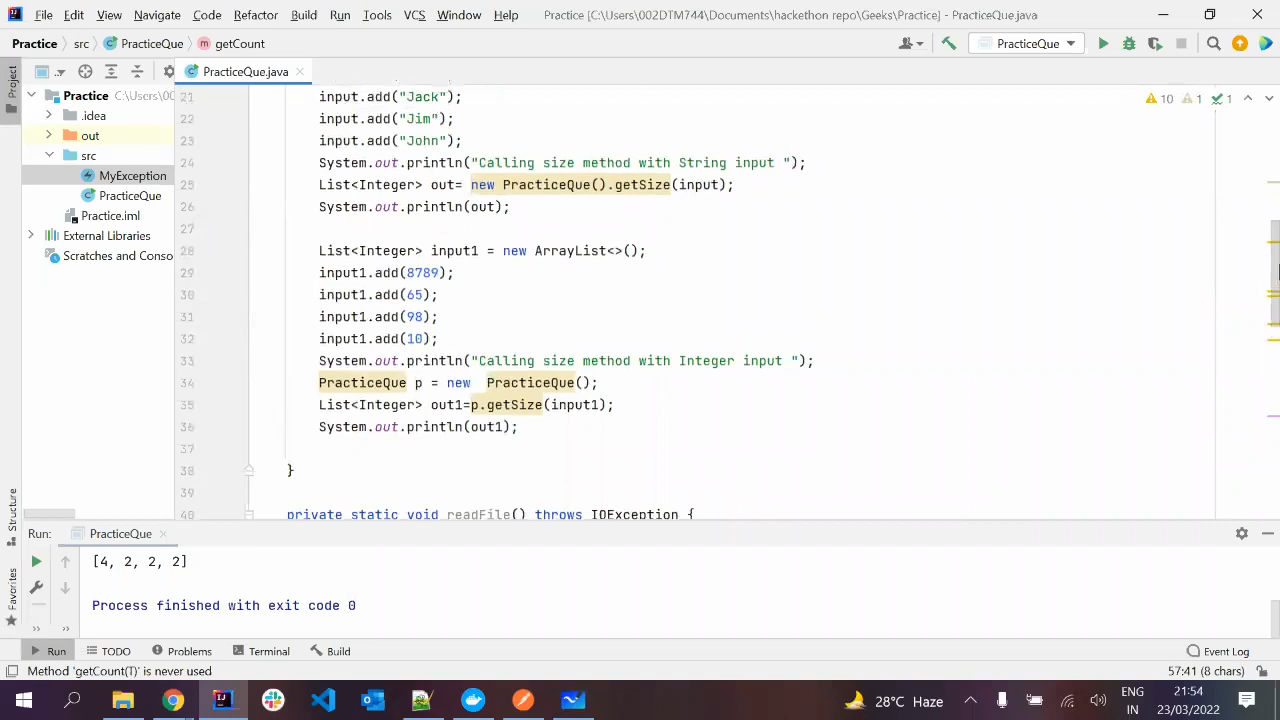 File Edit View Navigate Code Refactor Build Run Tools VCS Window Help Practice [C:\Users\002DTM744\Documents\hackethon repo\Geeks\Practice] - PracticeQue.java
Practice src PracticeQue m getCount PracticeQue
Project
PracticeQue.java
Practice C:\Users\00
.idea
out
src
MyException
PracticeQue
Practice.iml
External Libraries
Scratches and Conso
10 1 1
21 input.add("Jack");
22 input.add("Jim");
23 input.add("John");
24 System.out.println("Calling size method with String input ");
25 List<Integer> out= new PracticeQue().getSize(input);
26 System.out.println(out);
27
28 List<Integer> input1 = new ArrayList<>();
29 input1.add(8789);
30 input1.add(65);
31 input1.add(98);
32 input1.add(10);
33 System.out.println("Calling size method with Integer input ");
34 PracticeQue p = new  PracticeQue();
35 List<Integer> out1=p.getSize(input1);
36 System.out.println(out1);
37
38 }
39
40 private static void readFile() throws IOException {
Structure
Favorites
Run: PracticeQue
[4, 2, 2, 2]
Process finished with exit code 0
Run TODO Problems Terminal Build Event Log
Method 'getCount(T)' is never used 57:41 (8 chars)
28°C Haze
ENG
IN
21:54
23/03/2022